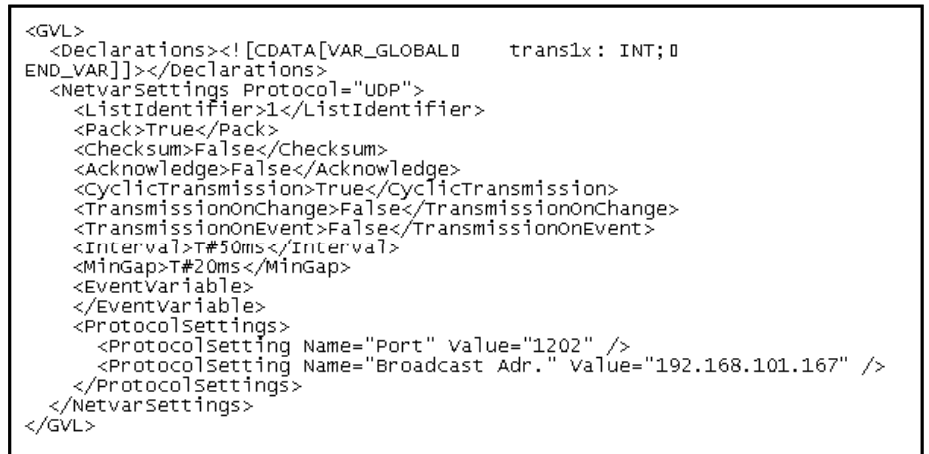 <GVL>
  <Declarations><![CDATA[VAR_GLOBAL▯    trans1x: INT;▯
END_VAR]]></Declarations>
  <NetvarSettings Protocol="UDP">
    <ListIdentifier>1</ListIdentifier>
    <Pack>True</Pack>
    <Checksum>False</Checksum>
    <Acknowledge>False</Acknowledge>
    <CyclicTransmission>True</CyclicTransmission>
    <TransmissionOnChange>False</TransmissionOnChange>
    <TransmissionOnEvent>False</TransmissionOnEvent>
    <Interval>T#50ms</Interval>
    <MinGap>T#20ms</MinGap>
    <EventVariable>
    </EventVariable>
    <ProtocolSettings>
      <ProtocolSetting Name="Port" Value="1202" />
      <ProtocolSetting Name="Broadcast Adr." Value="192.168.101.167" />
    </ProtocolSettings>
  </NetvarSettings>
</GVL>